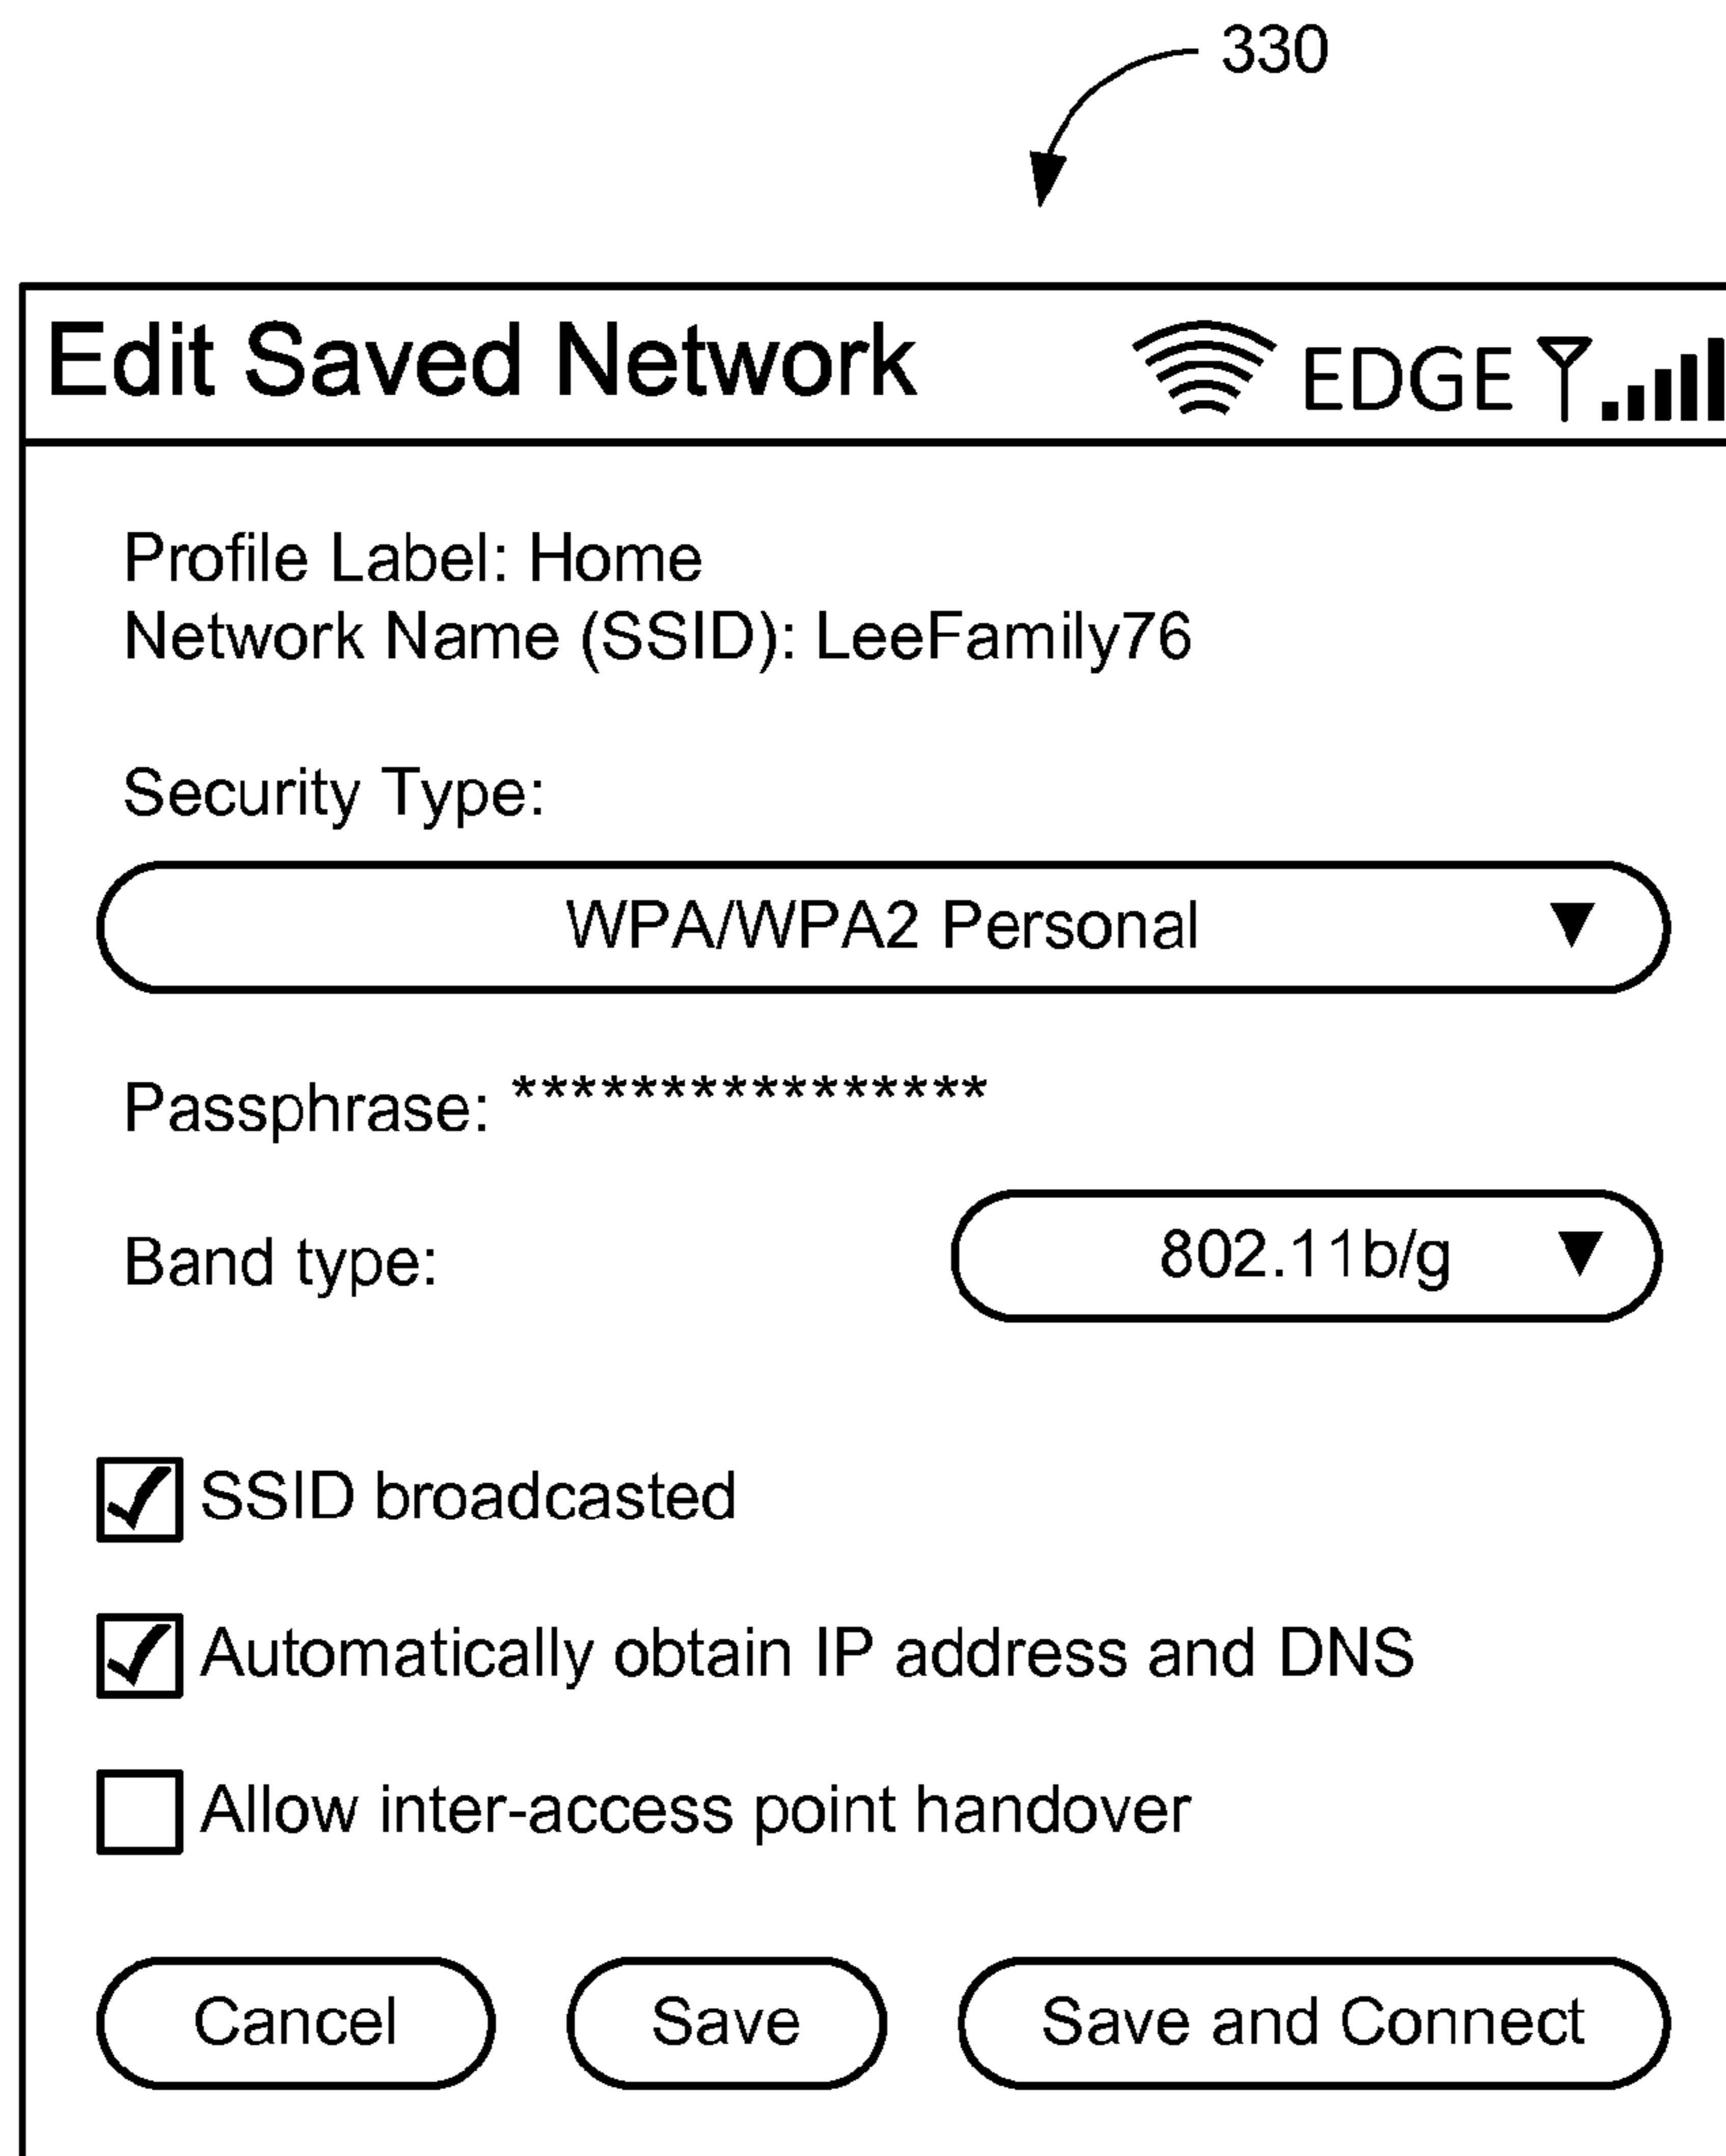 330
Edit Saved Network EDGE
Profile Label: Home
Network Name (SSID): LeeFamily76
Security Type:
WPA/WPA2 Personal
Passphrase: ****************
Band type: 802.11b/g
SSID broadcasted
Automatically obtain IP address and DNS
Allow inter-access point handover
Cancel Save Save and Connect